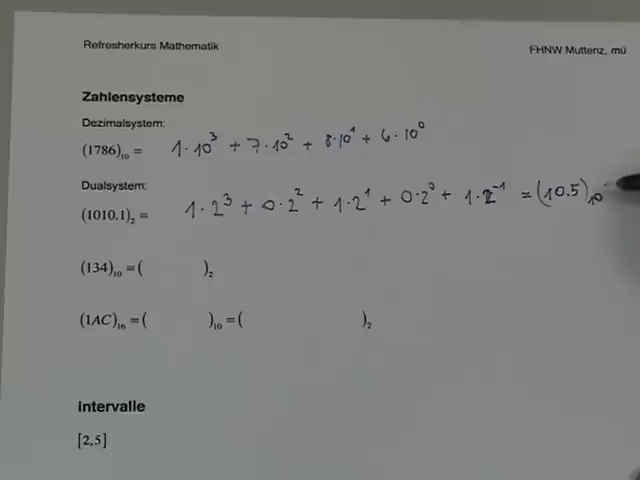 Refresherkurs Mathematik FHNW Muttenz, mü
Zahlensysteme
Dezimalsystem:
(1786)₁₀ = 1·10³ + 7·10² + 8·10¹ + 6·10⁰
Dualsystem:
(1010.1)₂ = 1·2³ + 0·2² + 1·2¹ + 0·2⁰ + 1·2⁻¹ = (10.5)₁₀
(134)₁₀ = ( )₂
(1AC)₁₆ = ( )₁₀ = ( )₂
Intervalle
[2,5]